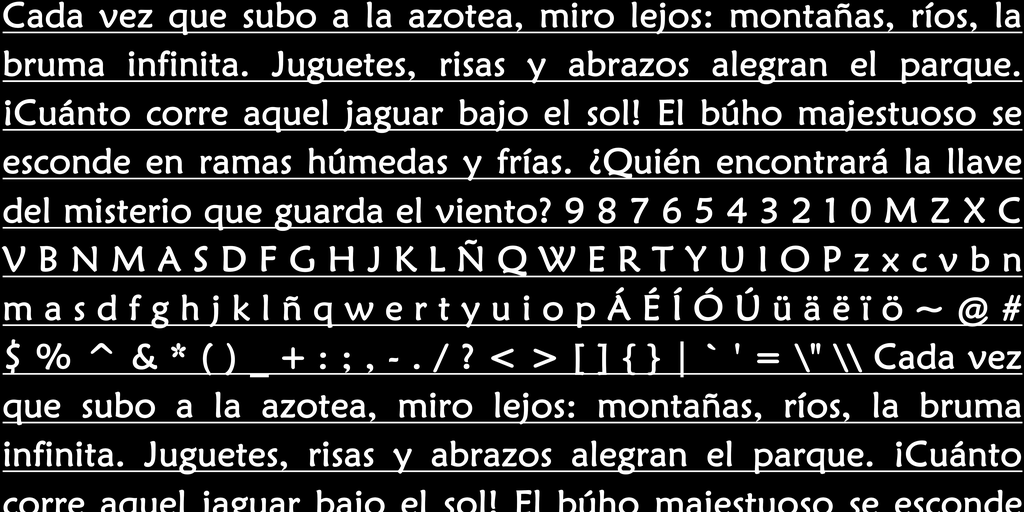 Cada vez que subo a la azotea, miro lejos: montañas, ríos, la
bruma infinita. Juguetes, risas y abrazos alegran el parque.
¡Cuánto corre aquel jaguar bajo el sol! El búho majestuoso se
esconde en ramas húmedas y frías. ¿Quién encontrará la llave
del misterio que guarda el viento? 9 8 7 6 5 4 3 2 1 0 M Z X C
V B N M A S D F G H J K L Ñ Q W E R T Y U I O P z x c v b n
m a s d f g h j k l ñ q w e r t y u i o p Á É Í Ó Ú ü ä ë ï ö ~ @ #
$ % ^ & * ( ) _ + : ; , - . / ? < > [ ] { } | ` ' = \" \\ Cada vez
que subo a la azotea, miro lejos: montañas, ríos, la bruma
infinita. Juguetes, risas y abrazos alegran el parque. ¡Cuánto
corre aquel jaguar bajo el sol! El búho majestuoso se esconde